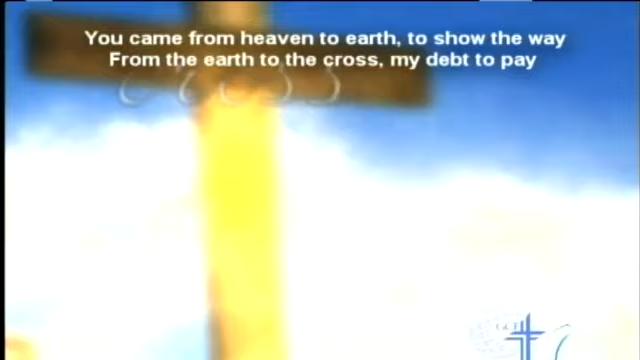 You came from heaven to earth, to show the way
From the earth to the cross, my debt to pay